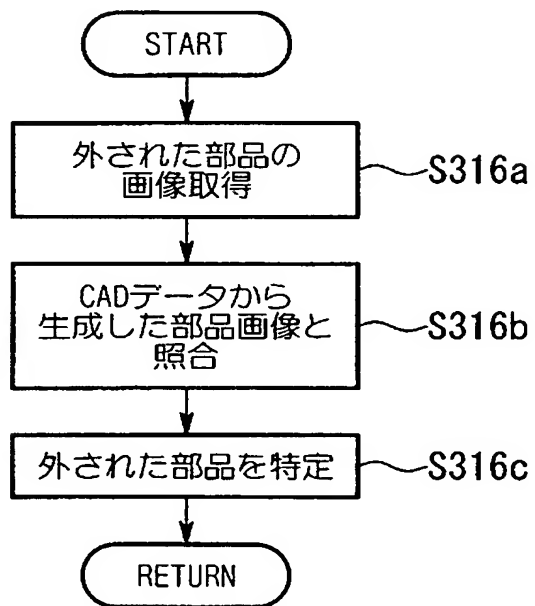 START
外された部品の
画像取得
S316a
CADデータから
生成した部品画像と
照合
S316b
外された部品を特定
S316c
RETURN